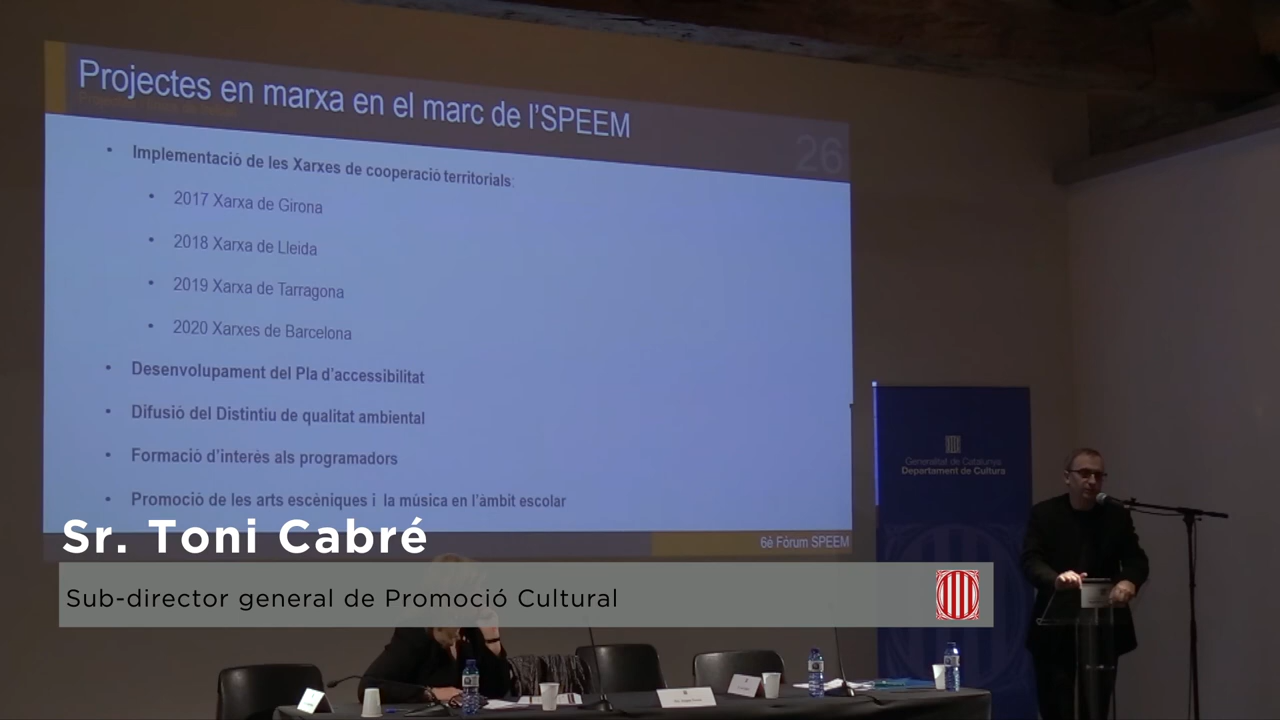 Projectes en marxa en el marc de l'SPEEM
26
• Implementació de les Xarxes de cooperació territorials:
• 2017 Xarxa de Girona
• 2018 Xarxa de Lleida
• 2019 Xarxa de Tarragona
• 2020 Xarxes de Barcelona
• Desenvolupament del Pla d'accessibilitat
• Difusió del Distintiu de qualitat ambiental
• Formació d'interès als programadors
• Promoció de les arts escèniques i la música en l'àmbit escolar
6è Fòrum SPEEM
Generalitat de Catalunya
Departament de Cultura
Sr. Toni Cabré
Sub-director general de Promoció Cultural